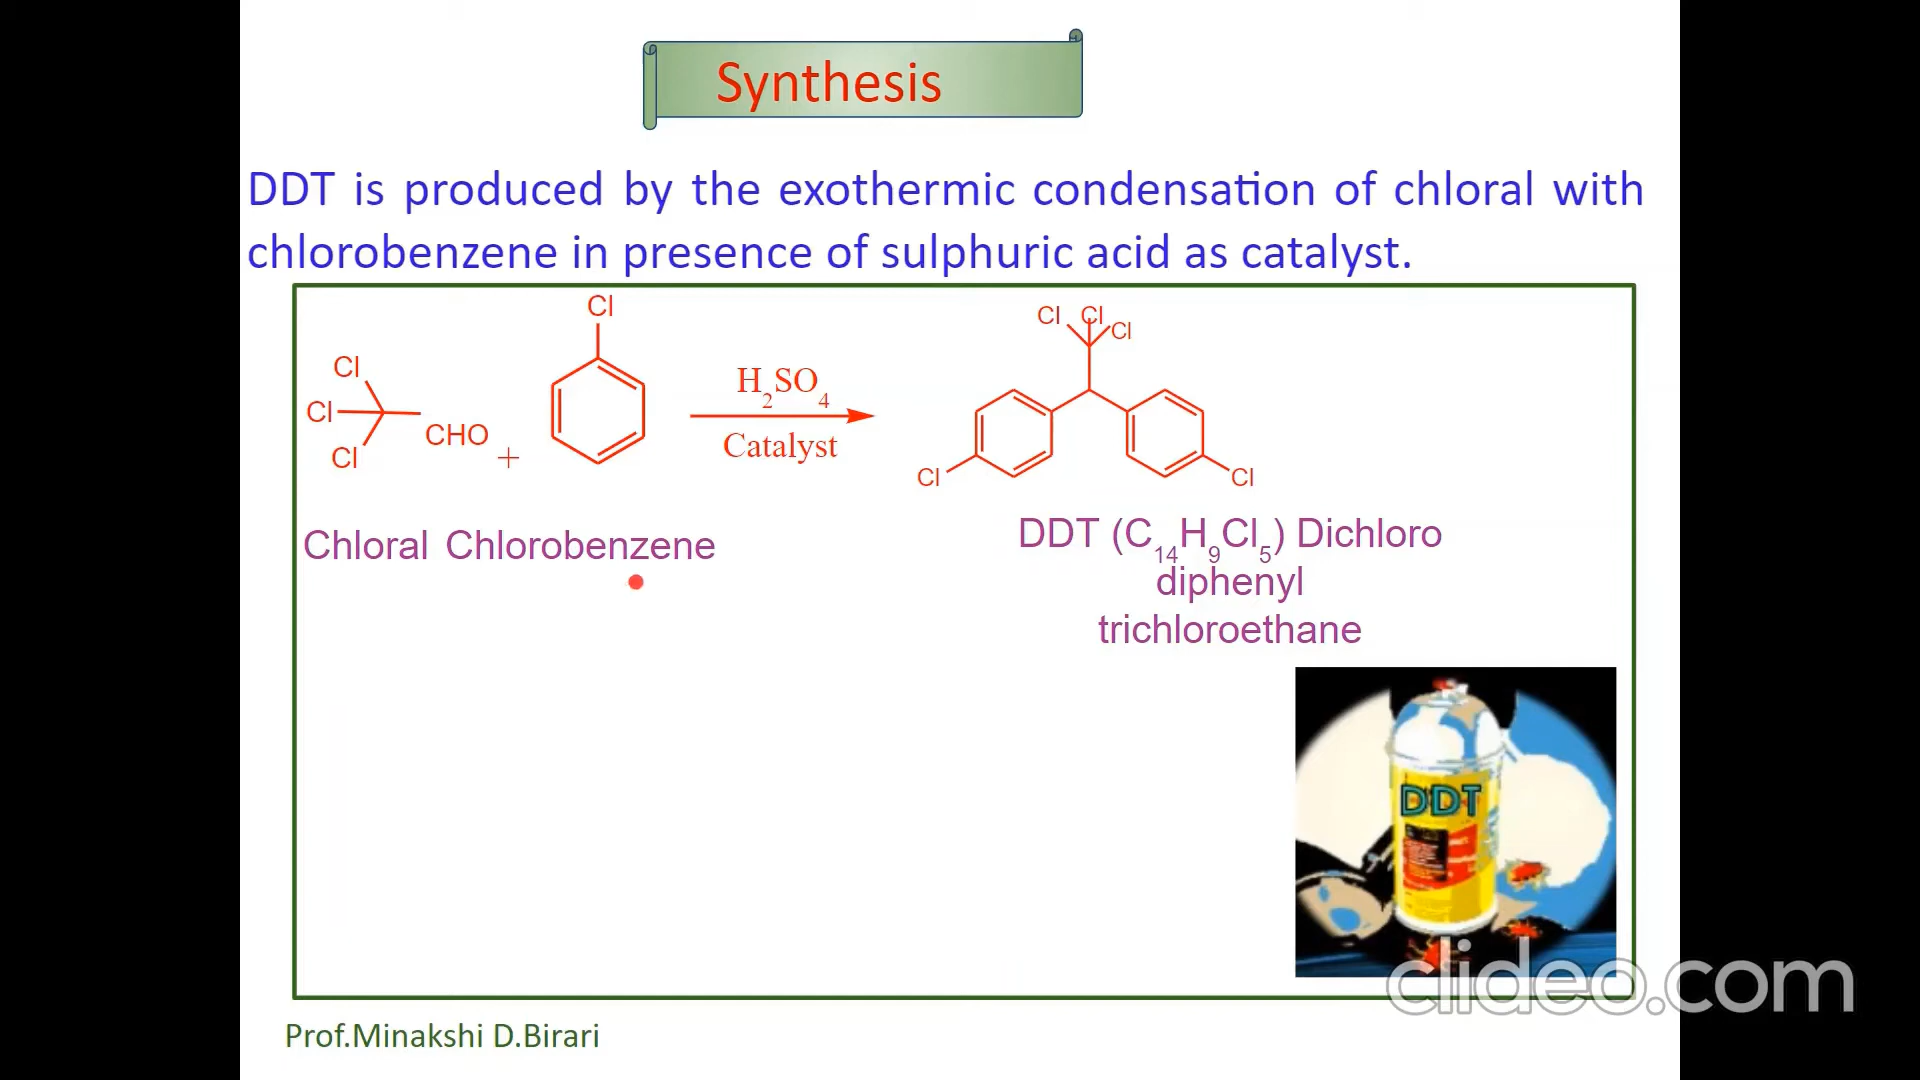 Synthesis
DDT is produced by the exothermic condensation of chloral with
chlorobenzene in presence of sulphuric acid as catalyst.
Cl
Cl
Cl
Cl
CHO
+
Cl
H2SO4
Catalyst
Cl
Cl
Cl
Cl
Cl
Chloral Chlorobenzene
DDT (C14H9Cl5) Dichloro
diphenyl
trichloroethane
DDT
clideo.com
Prof.Minakshi D.Birari